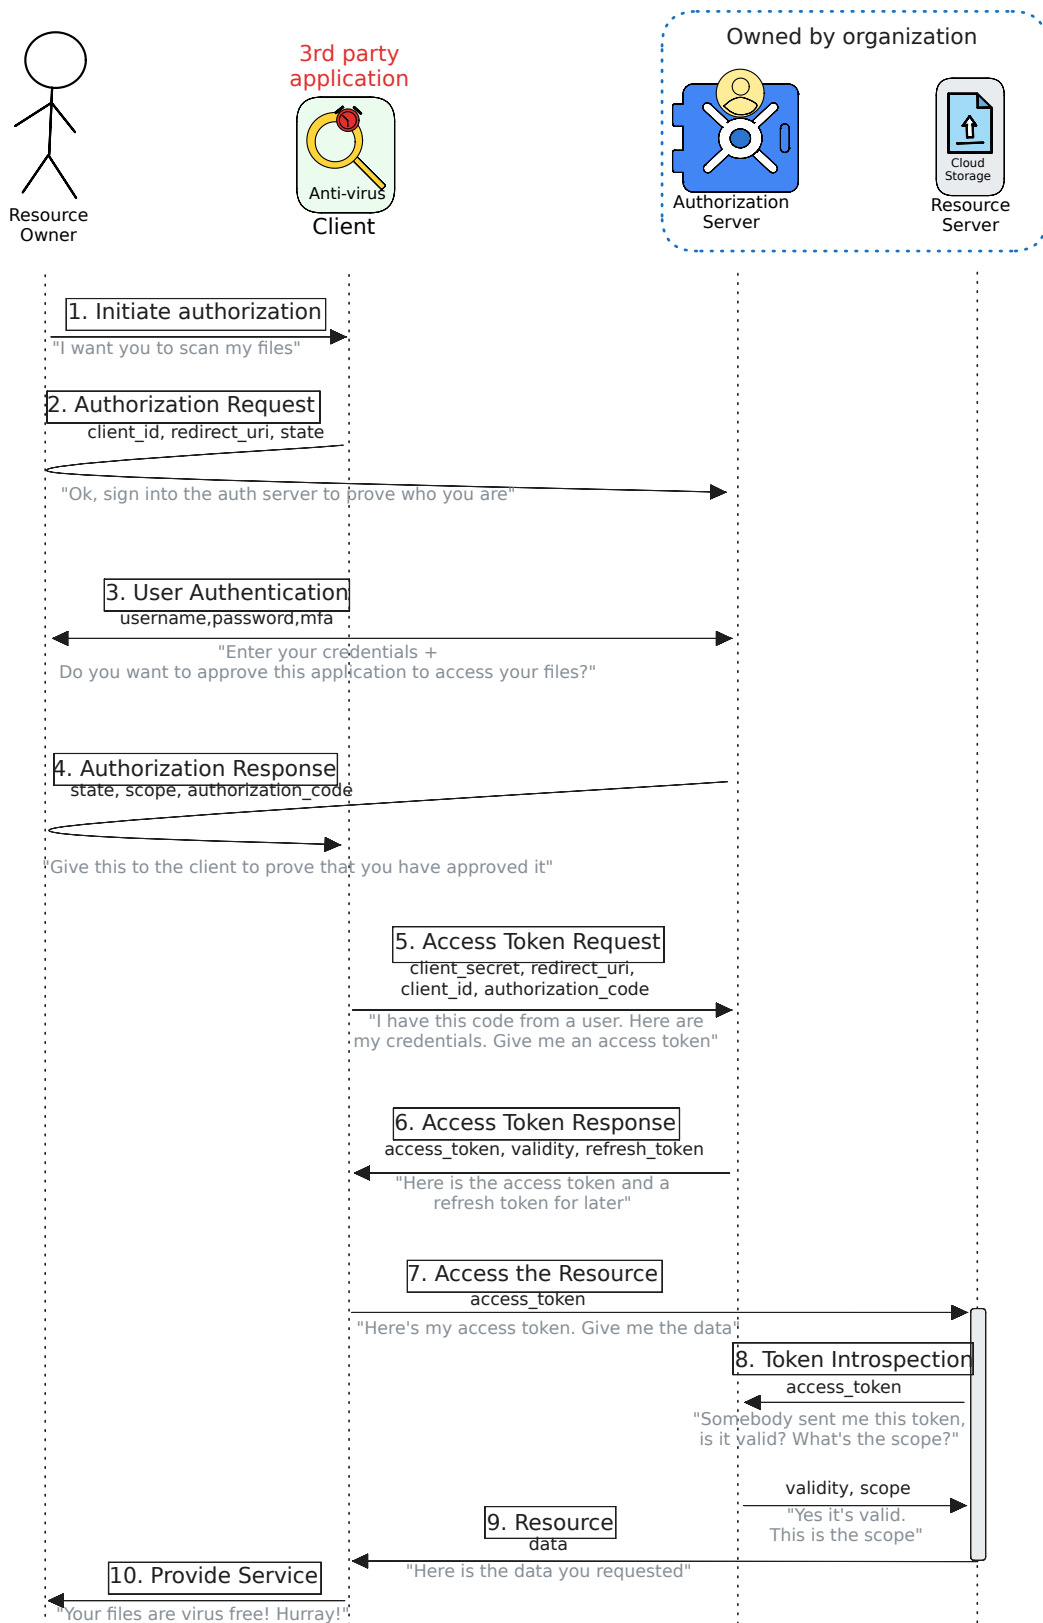 Owned by organization
3rd party
application
Cloud
Storage
Anti-virus
Resource
Owner
Client
Authorization
Server
Resource
Server
1. Initiate authorization
"I want you to scan my files"
2. Authorization Request
client_id, redirect_uri, state
"Ok, sign into the auth server to prove who you are"
3. User Authentication
username,password,mfa
"Enter your credentials +
Do you want to approve this application to access your files?"
4. Authorization Response
state, scope, authorization_code
"Give this to the client to prove that you have approved it"
5. Access Token Request
client_secret, redirect_uri,
client_id, authorization_code
"I have this code from a user. Here are
my credentials. Give me an access token"
6. Access Token Response
access_token, validity, refresh_token
"Here is the access token and a
refresh token for later"
7. Access the Resource
access_token
"Here's my access token. Give me the data"
8. Token Introspection
access_token
"Somebody sent me this token,
is it valid? What's the scope?"
validity, scope
"Yes it's valid.
This is the scope"
9. Resource
data
"Here is the data you requested"
10. Provide Service
"Your files are virus free! Hurray!"